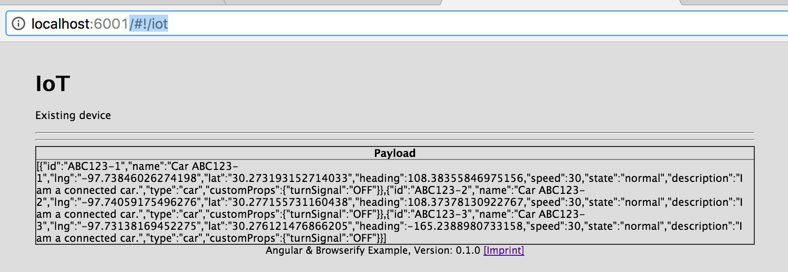 localhost:6001/#!/iot
IoT
Existing device
Payload
[{"id":"ABC123-1","name":"Car ABC123-
1","lng":"-97.73846026274198","lat":"30.273193152714033","heading":108.38355846975156,"speed":30,"state":"normal","description":"I
am a connected car.","type":"car","customProps":{"turnSignal":"OFF"}},{"id":"ABC123-2","name":"Car ABC123-
2","lng":"-97.74059175496276","lat":"30.277155731160438","heading":108.37378130922767,"speed":30,"state":"normal","description":"I
am a connected car.","type":"car","customProps":{"turnSignal":"OFF"}},{"id":"ABC123-3","name":"Car ABC123-
3","lng":"-97.73138169452275","lat":"30.276121476866205","heading":-165.2388980733158,"speed":30,"state":"normal","description":"I
am a connected car.","type":"car","customProps":{"turnSignal":"OFF"}}]
Angular & Browserify Example, Version: 0.1.0 [Imprint]